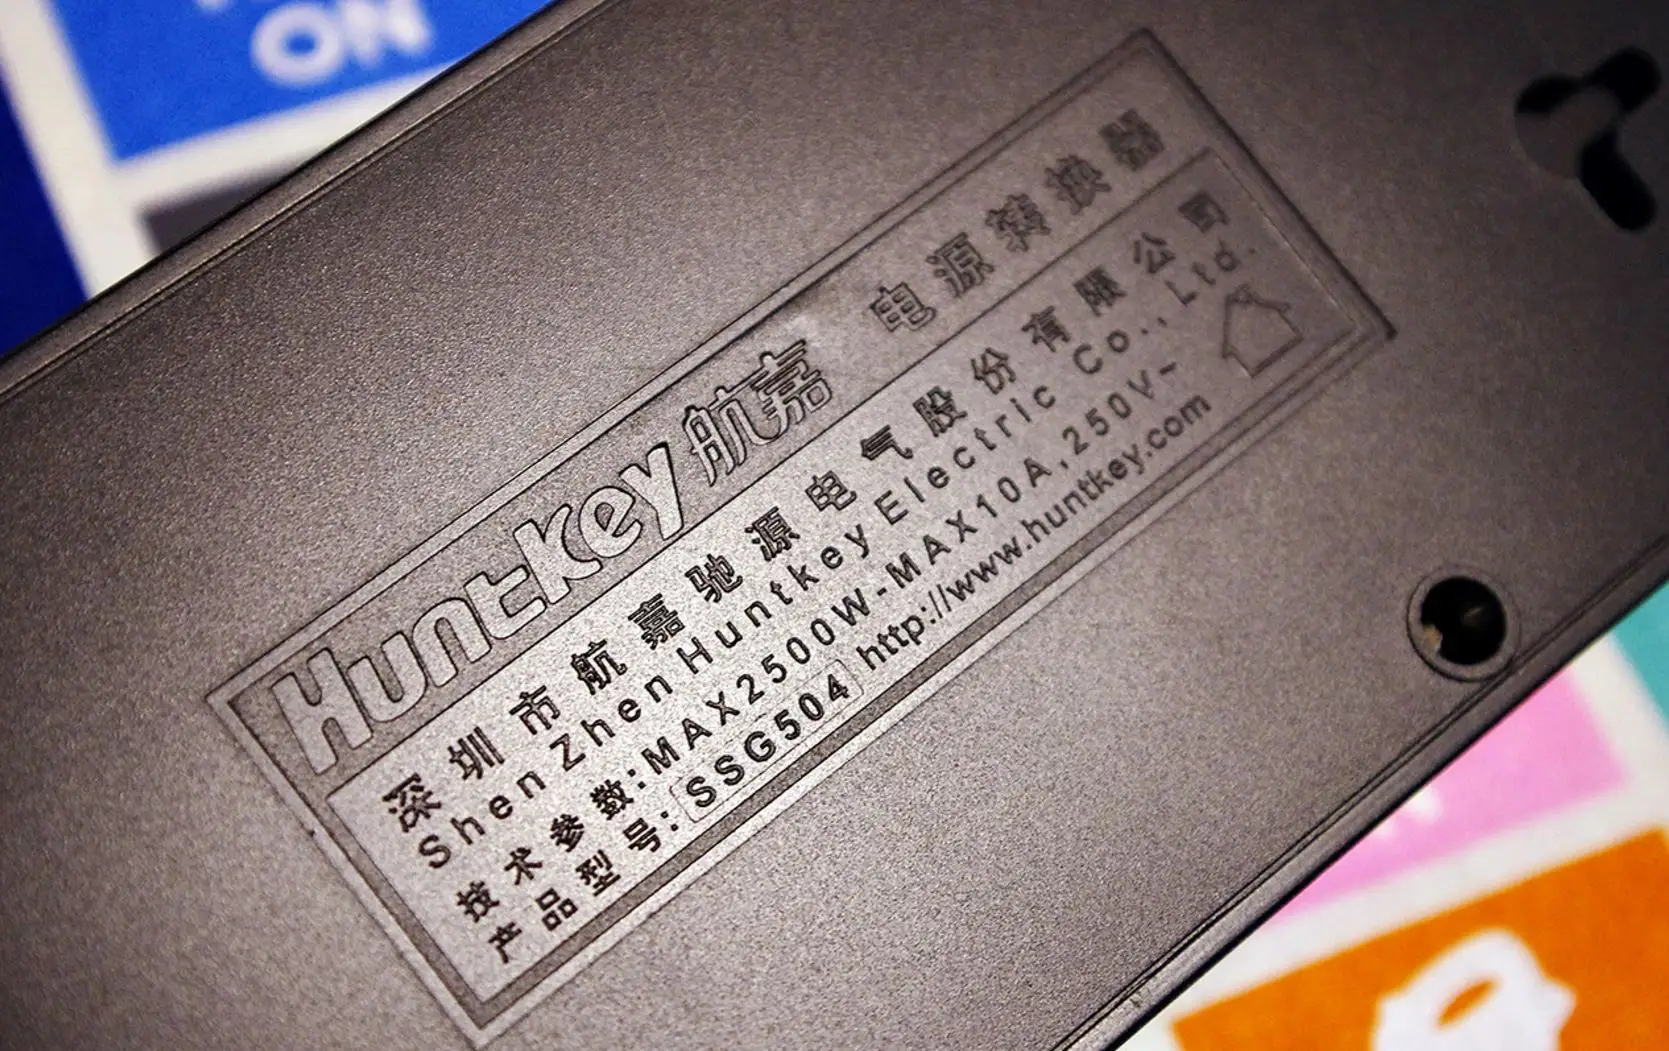 ON
Huntkey 航嘉 电源转换器
深圳市航嘉驰源电气股份有限公司
ShenZhen Huntkey Electric Co., Ltd.
技术参数:MAX2500W-MAX10A,250V~
产品型号:SSG504 http://www.huntkey.com